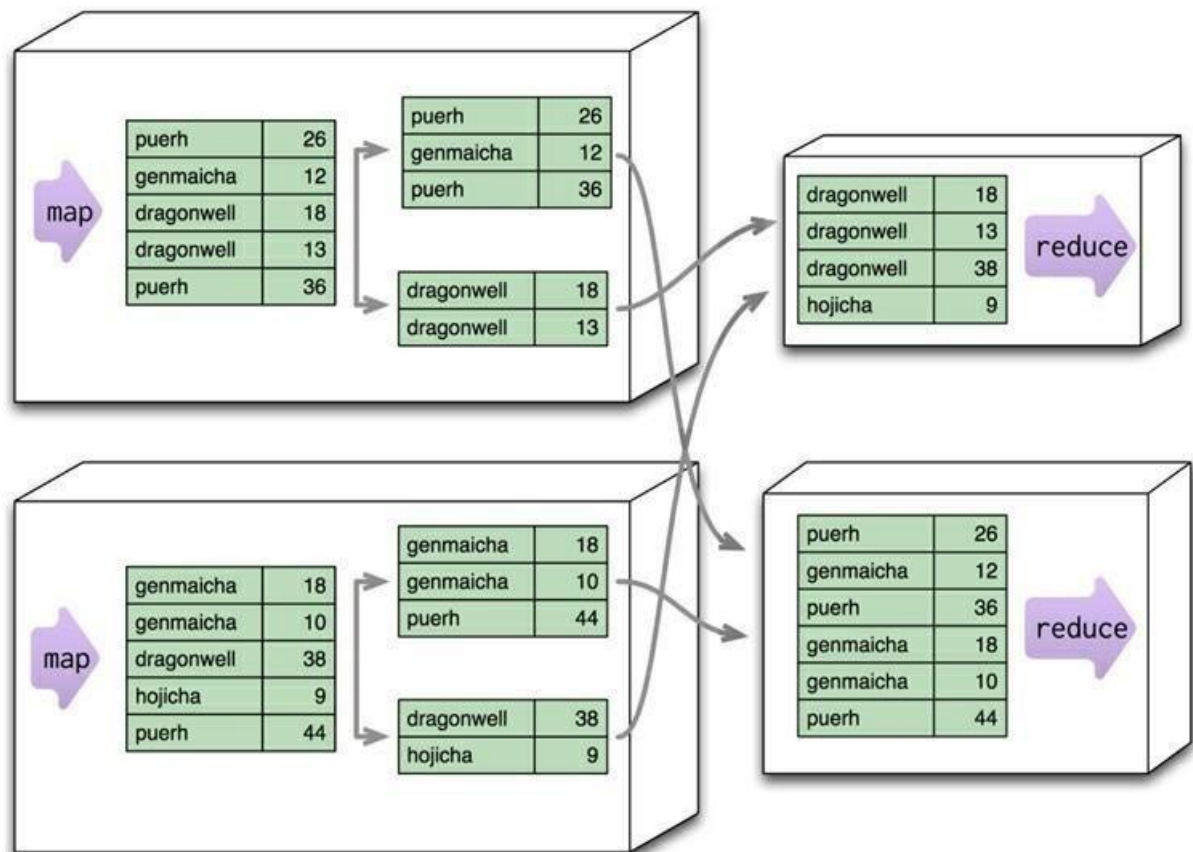 map
puerh 26
genmaicha 12
dragonwell 18
dragonwell 13
puerh 36
puerh 26
genmaicha 12
puerh 36
dragonwell 18
dragonwell 13
dragonwell 18
dragonwell 13
dragonwell 38
hojicha 9
reduce
map
genmaicha 18
genmaicha 10
dragonwell 38
hojicha 9
puerh 44
genmaicha 18
genmaicha 10
puerh 44
dragonwell 38
hojicha 9
puerh 26
genmaicha 12
puerh 36
genmaicha 18
genmaicha 10
puerh 44
reduce